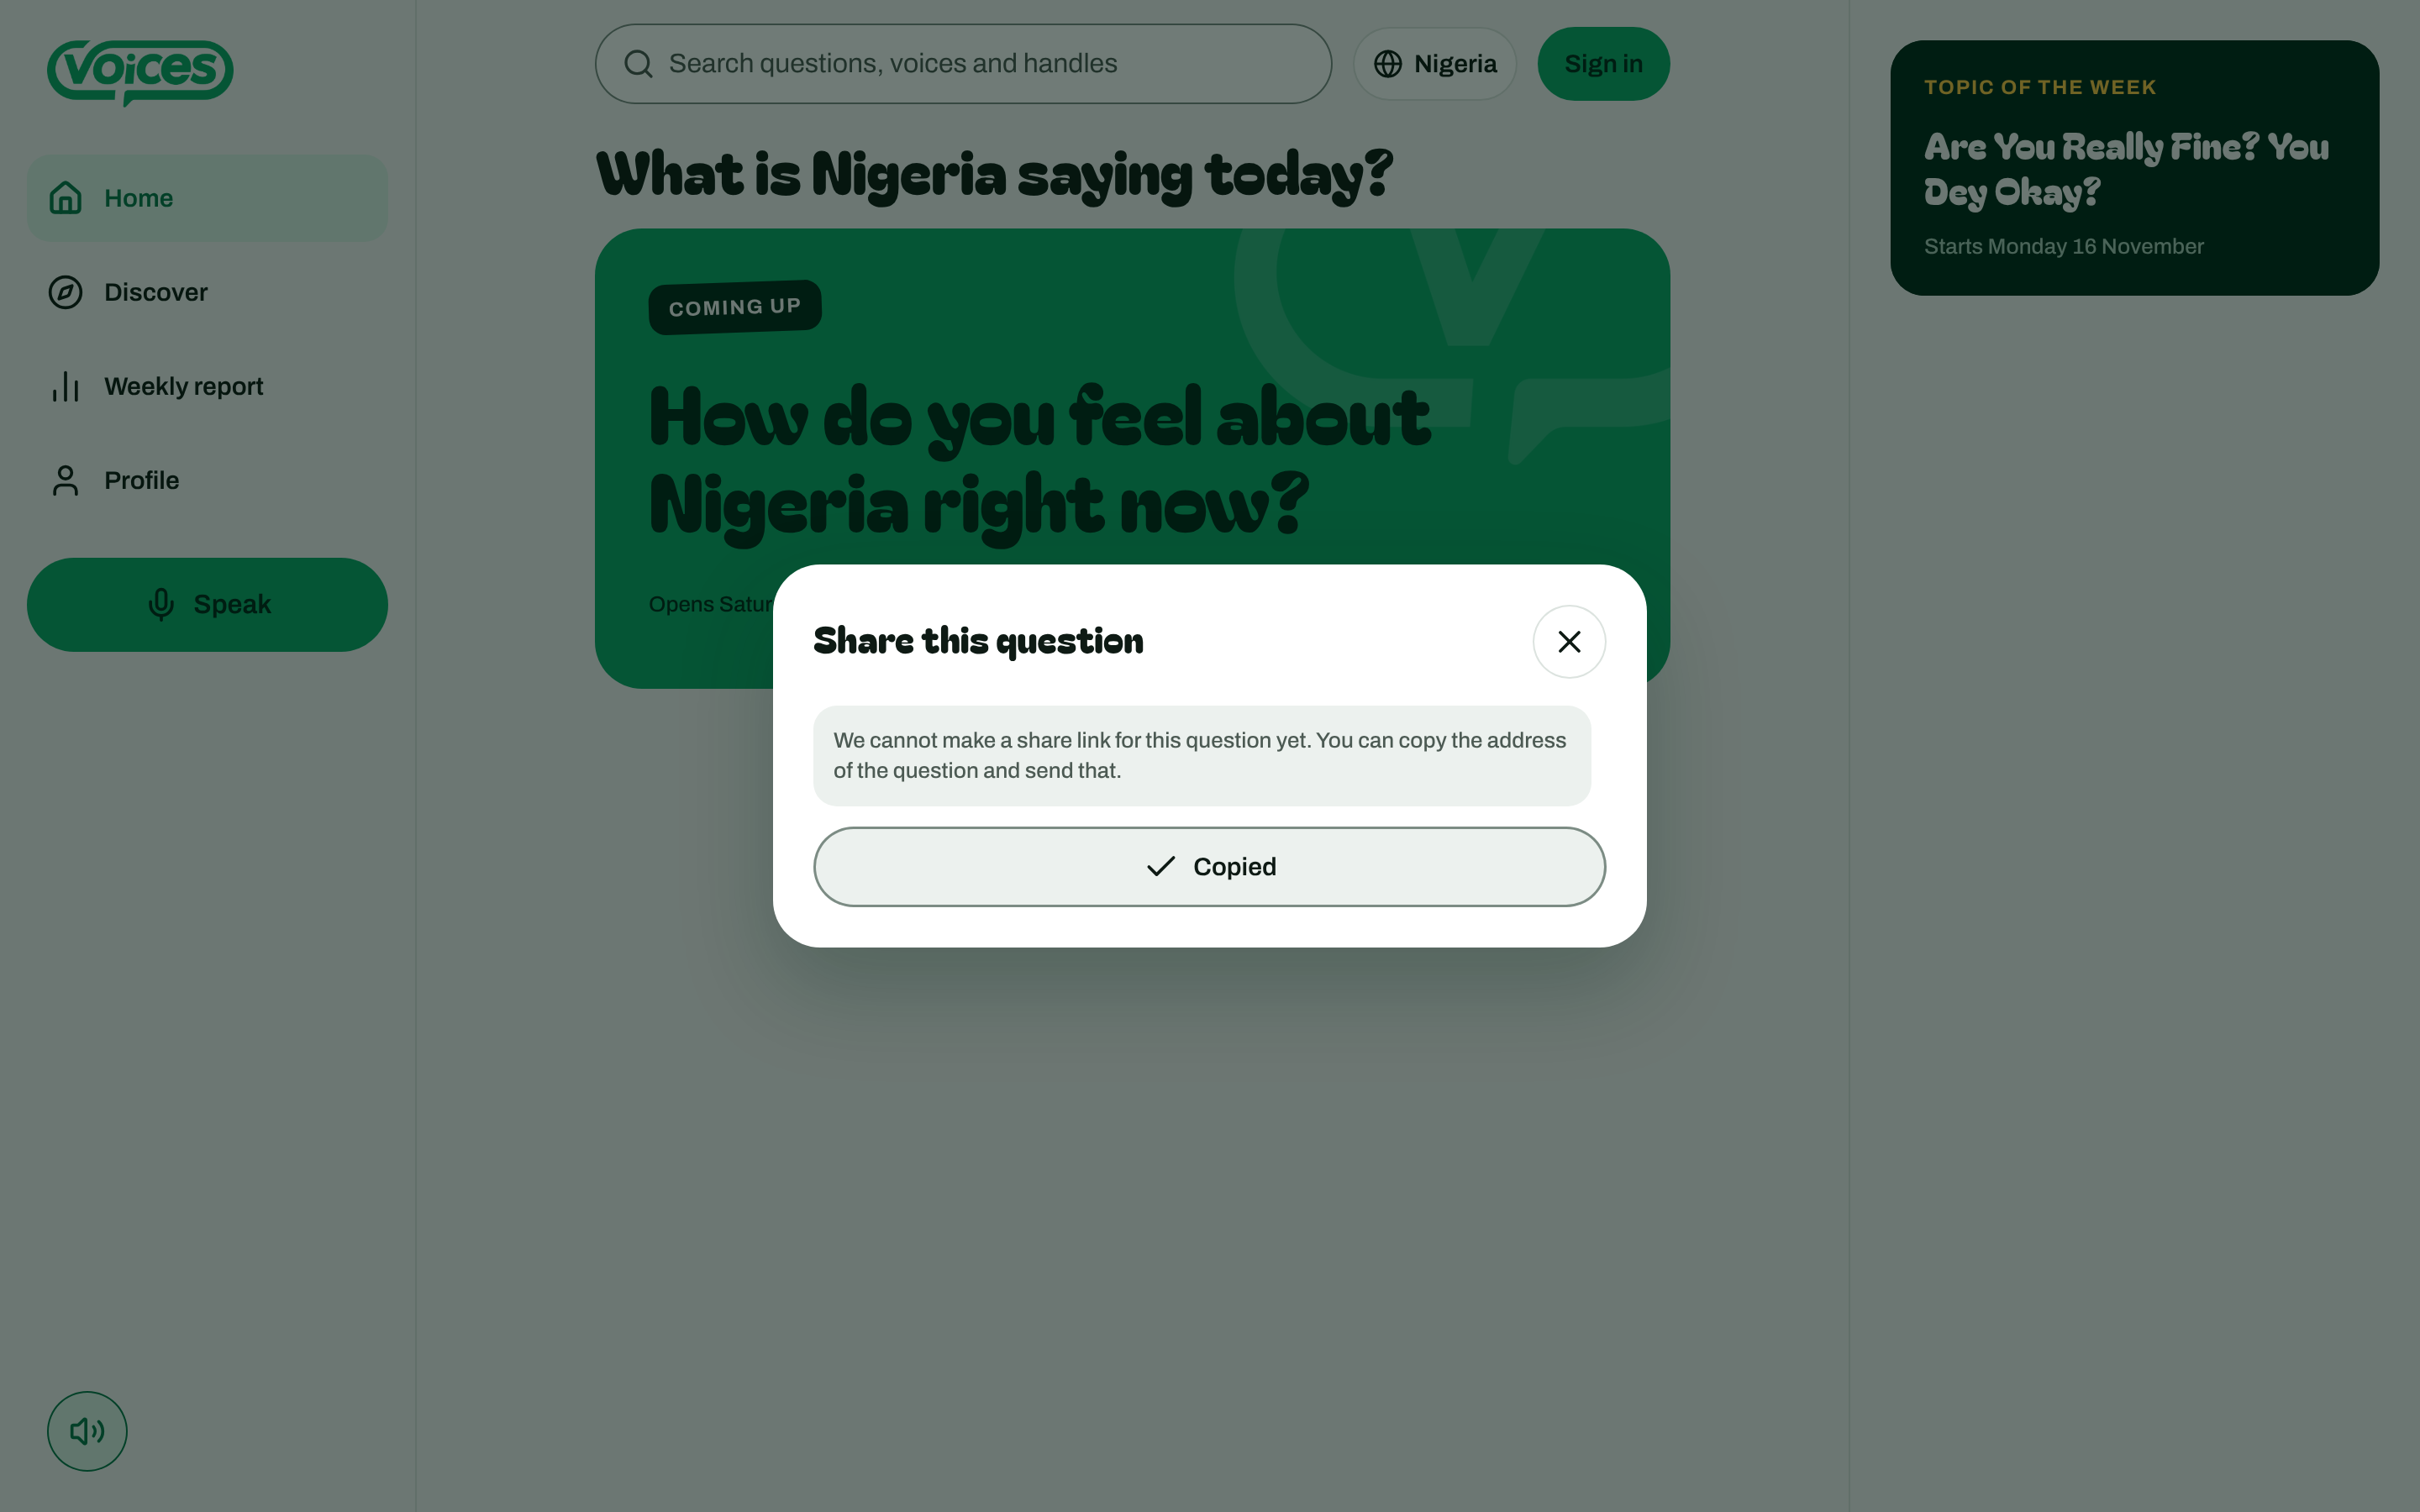 voices
Home
Discover
Weekly report
Profile
Speak
Search questions, voices and handles
Nigeria
Sign in
What is Nigeria saying today?
COMING UP
How do you feel about
Nigeria right now?
Opens
Share this question
We cannot make a share link for this question yet. You can copy the address
of the question and send that.
Copied
TOPIC OF THE WEEK
Are You Really Fine? You
Dey Okay?
Starts Monday 16 November